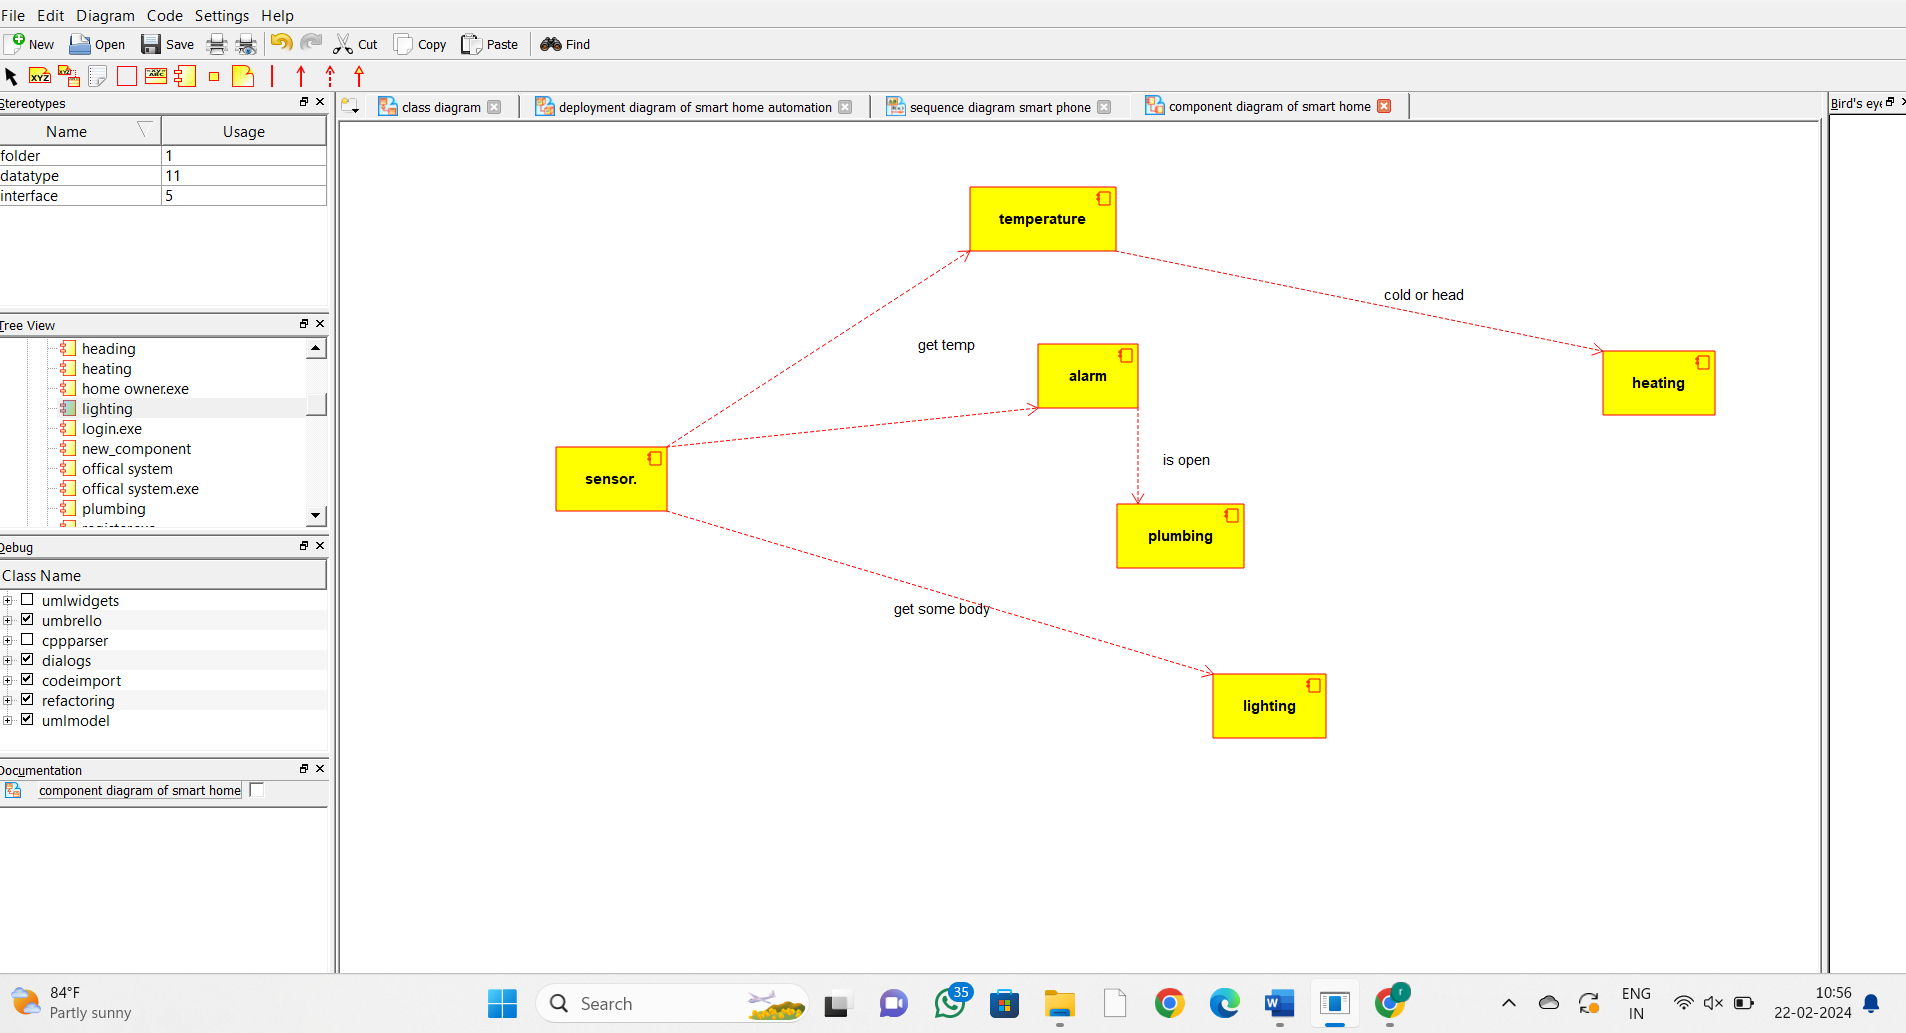 File Edit Diagram Code Settings Help
New Open Save Cut Copy Paste Find
XYZ XYZ ABC
Stereotypes
Name Usage
folder 1
datatype 11
interface 5
Tree View
heading
heating
home owner.exe
lighting
login.exe
new_component
offical system
offical system.exe
plumbing
Debug
Class Name
umlwidgets
umbrello
cppparser
dialogs
codeimport
refactoring
umlmodel
Documentation
component diagram of smart home
class diagram deployment diagram of smart home automation sequence diagram smart phone component diagram of smart home
Bird's eye
temperature
cold or head
get temp
alarm
heating
is open
sensor.
plumbing
get some body
lighting
84°F
Partly sunny
Search
35
W
r
ENG
IN
10:56
22-02-2024